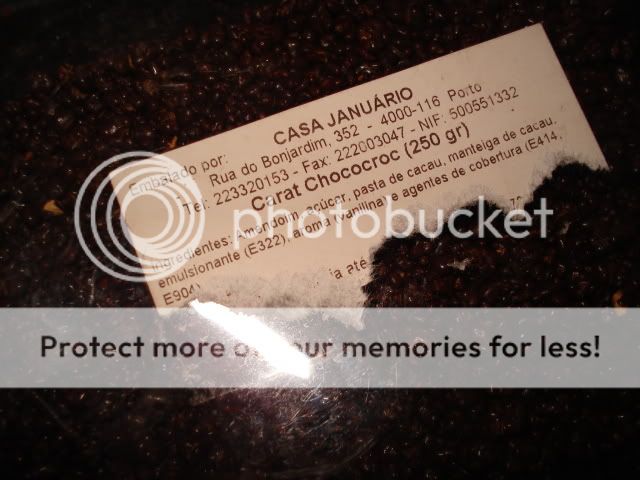 CASA JANUÁRIO
Embalado por:
Rua do Bonjardim, 352 - 4000-116 Porto
Tel: 223320153 - Fax: 222003047 - NIF: 500551332
Carat Chococroc (250 gr)
Ingredientes: Amendoim, açúcar, pasta de cacau, manteiga de cacau,
emulsionante (E322), aroma (vanilina) e agentes de cobertura (E414,
E904)
ia até
photobucket
Protect more of your memories for less!